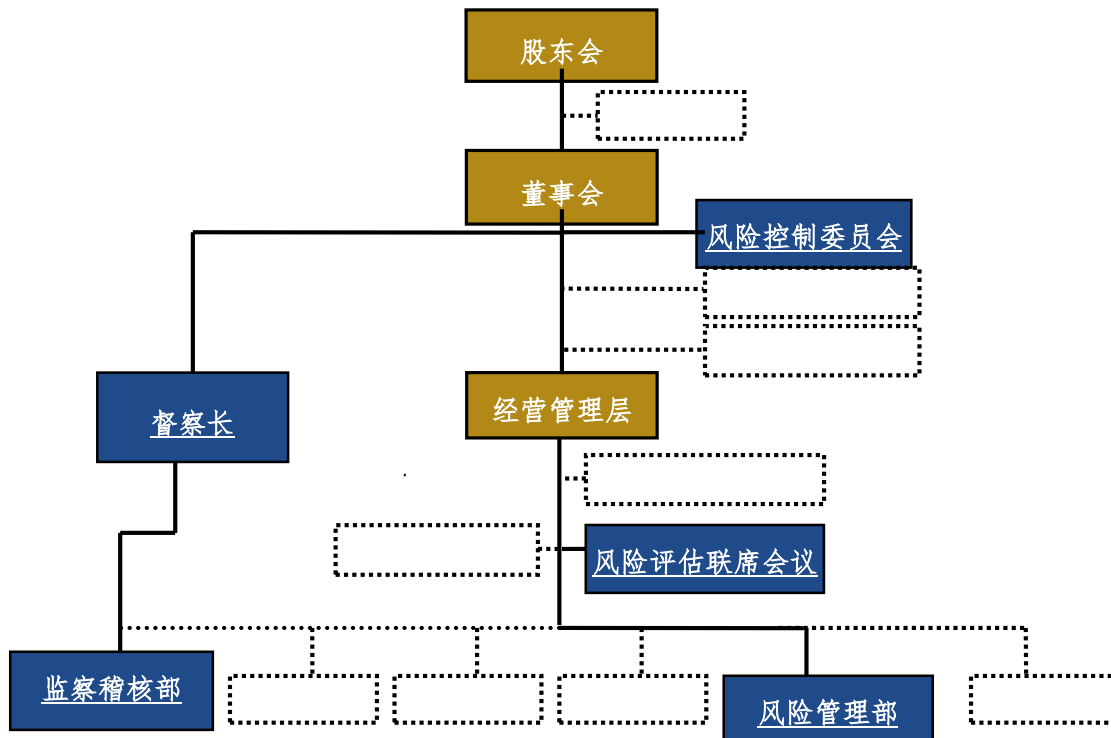 股东会
董事会
风险控制委员会
督察长
经营管理层
风险评估联席会议
监察稽核部
风险管理部